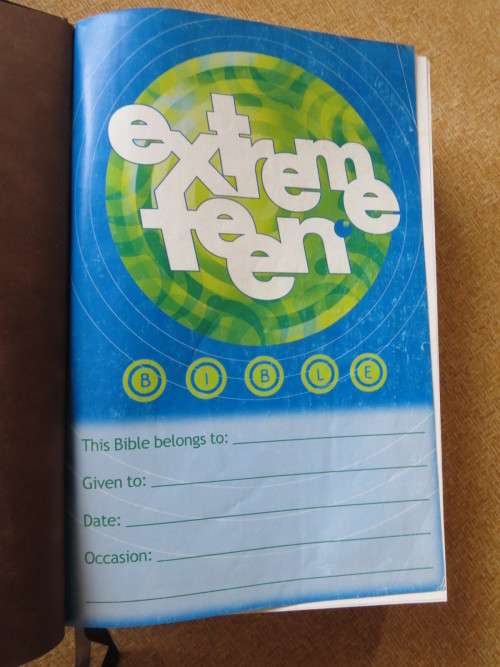 extreme
teen
BIBLE
This Bible belongs to:
Given to:
Date:
Occasion: